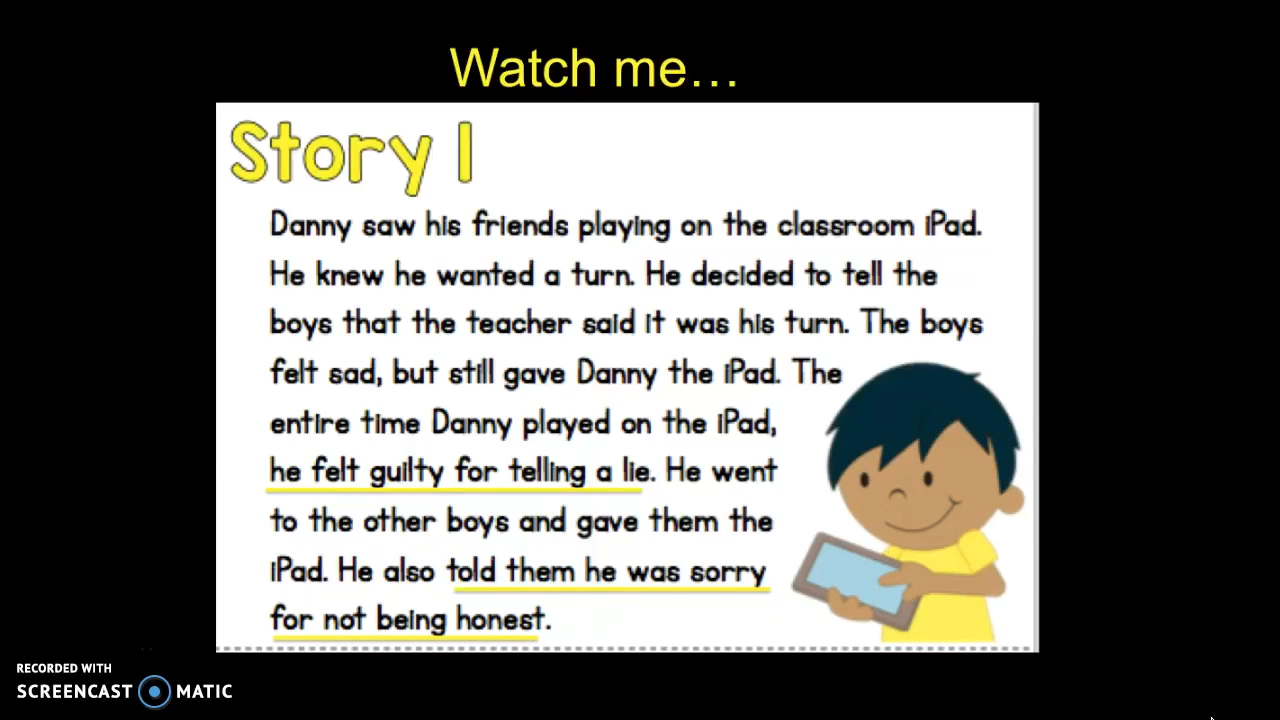 Watch me…
Story 1
Danny saw his friends playing on the classroom iPad.
He knew he wanted a turn. He decided to tell the
boys that the teacher said it was his turn. The boys
felt sad, but still gave Danny the iPad. The
entire time Danny played on the iPad,
he felt guilty for telling a lie. He went
to the other boys and gave them the
iPad. He also told them he was sorry
for not being honest.
RECORDED WITH
SCREENCAST MATIC